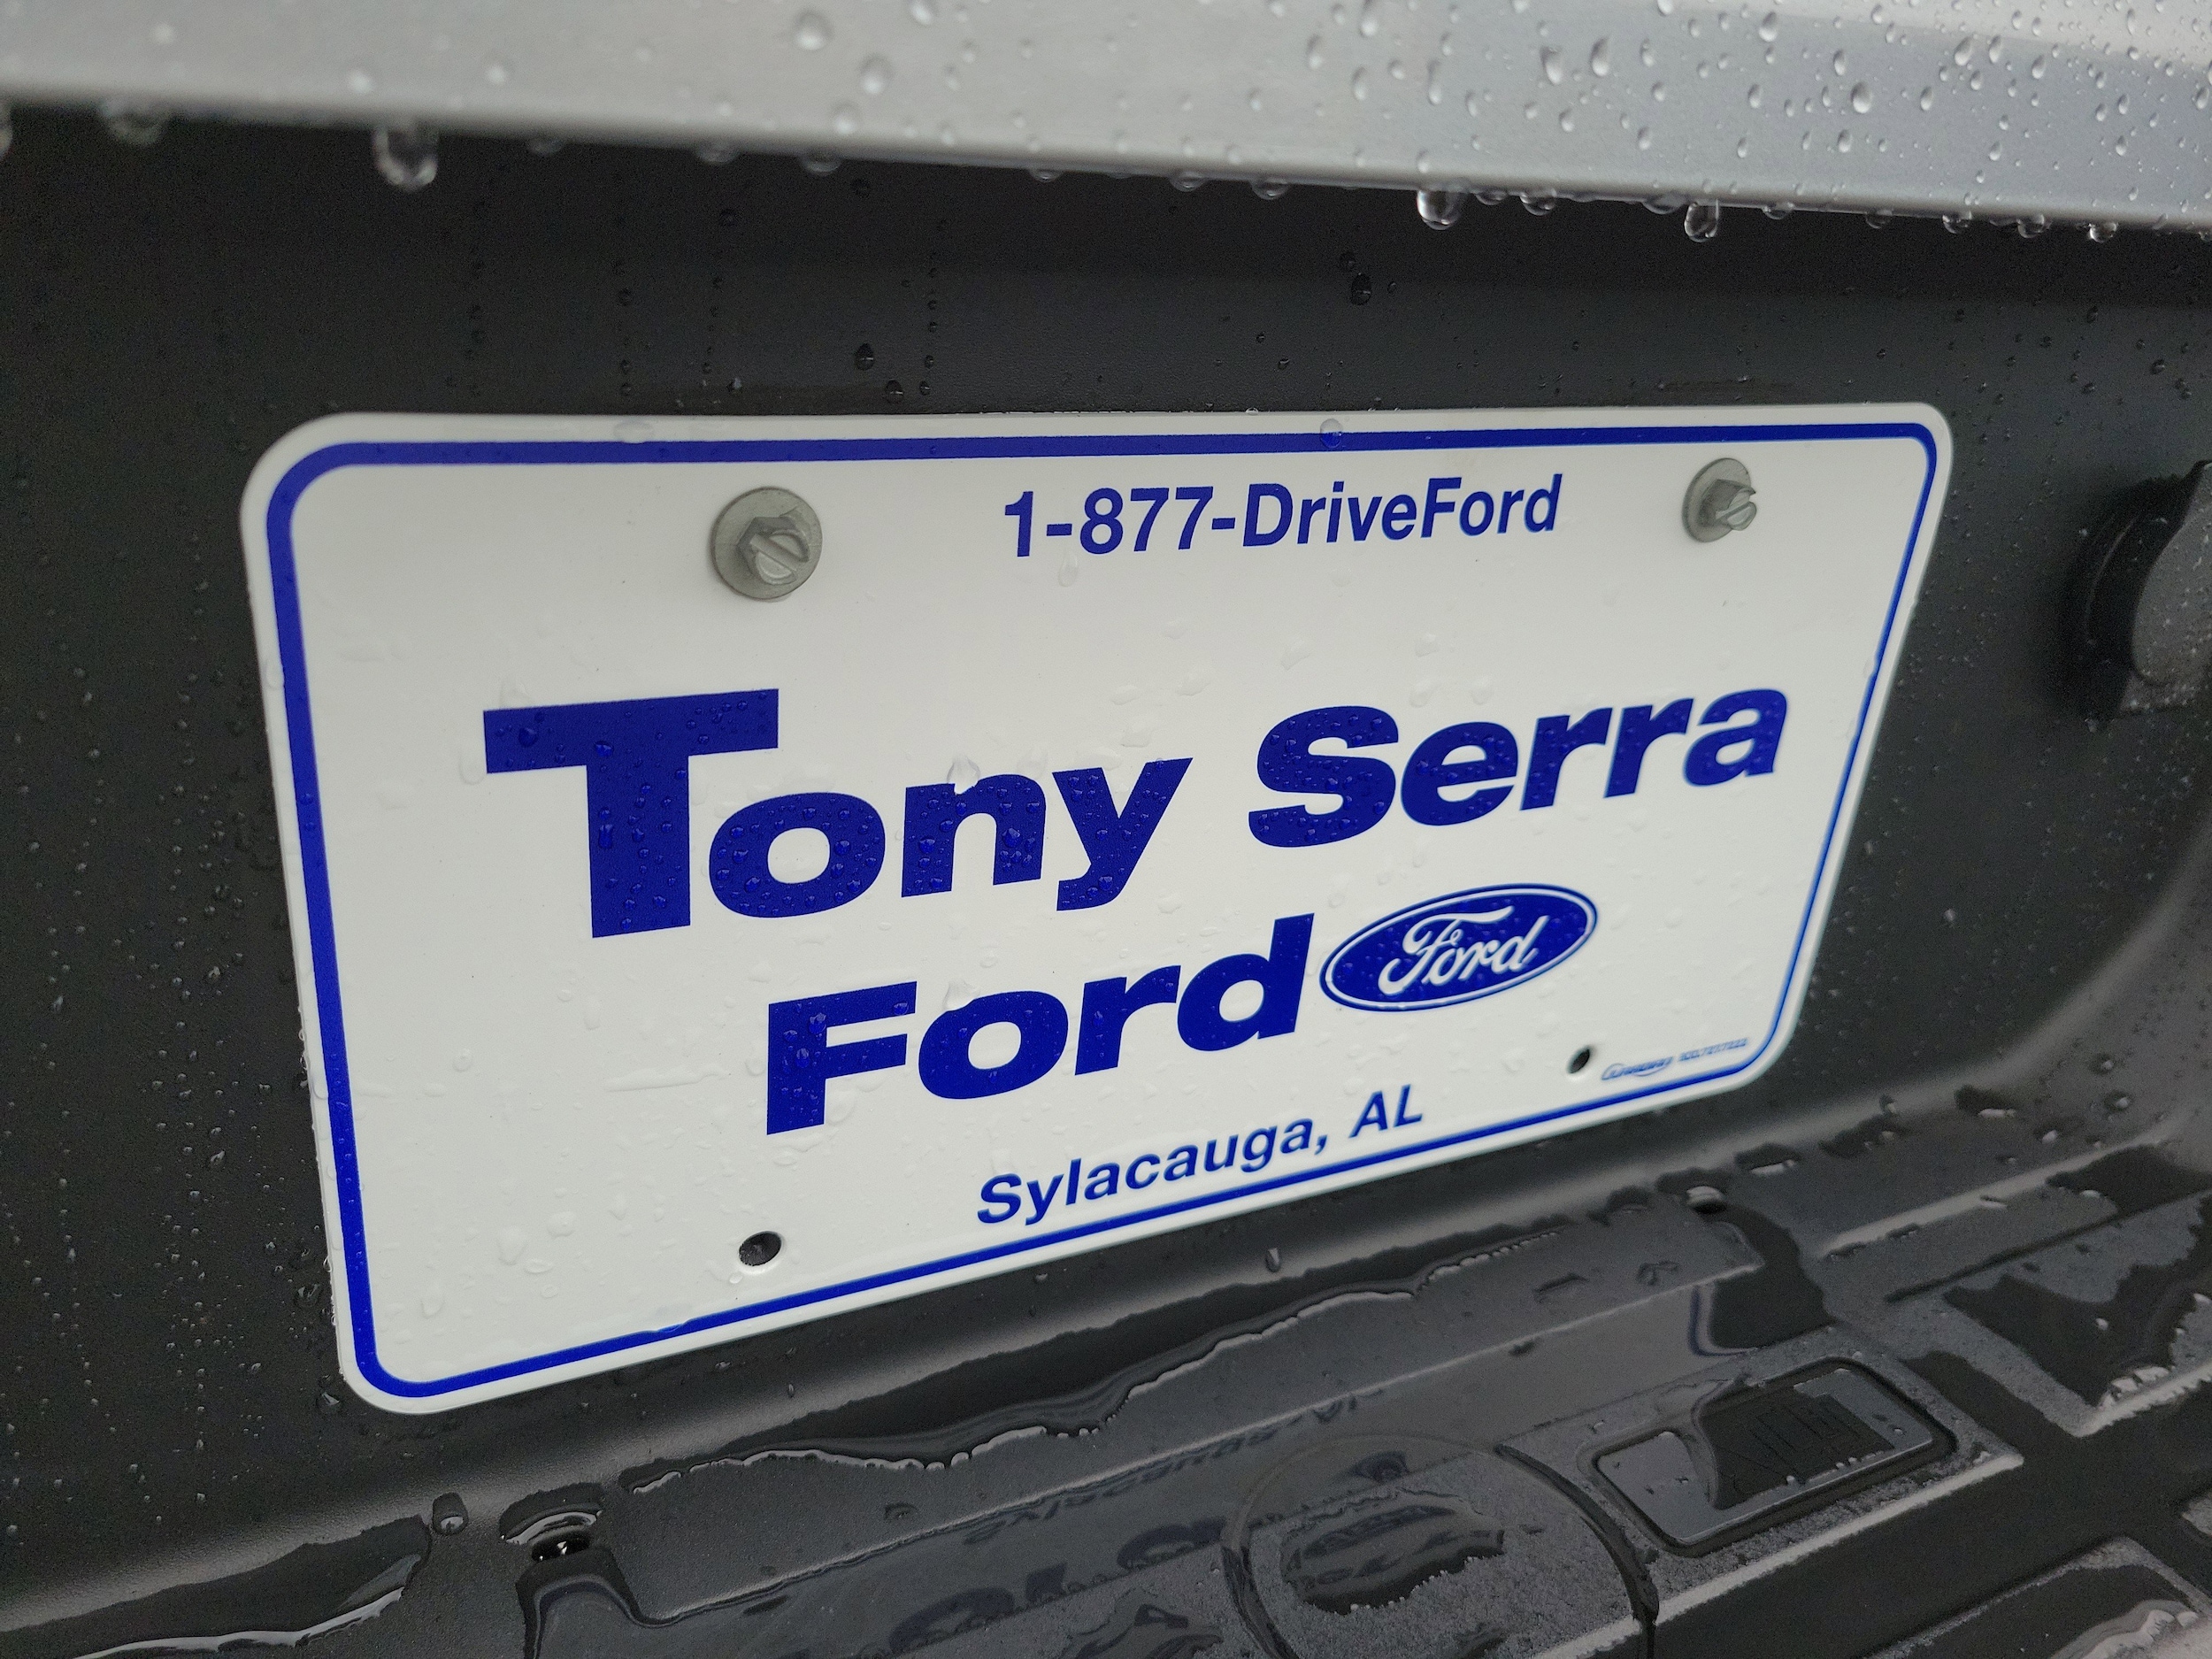 1-877-DriveFord
Tony Serra
Ford Ford
Sylacauga, AL